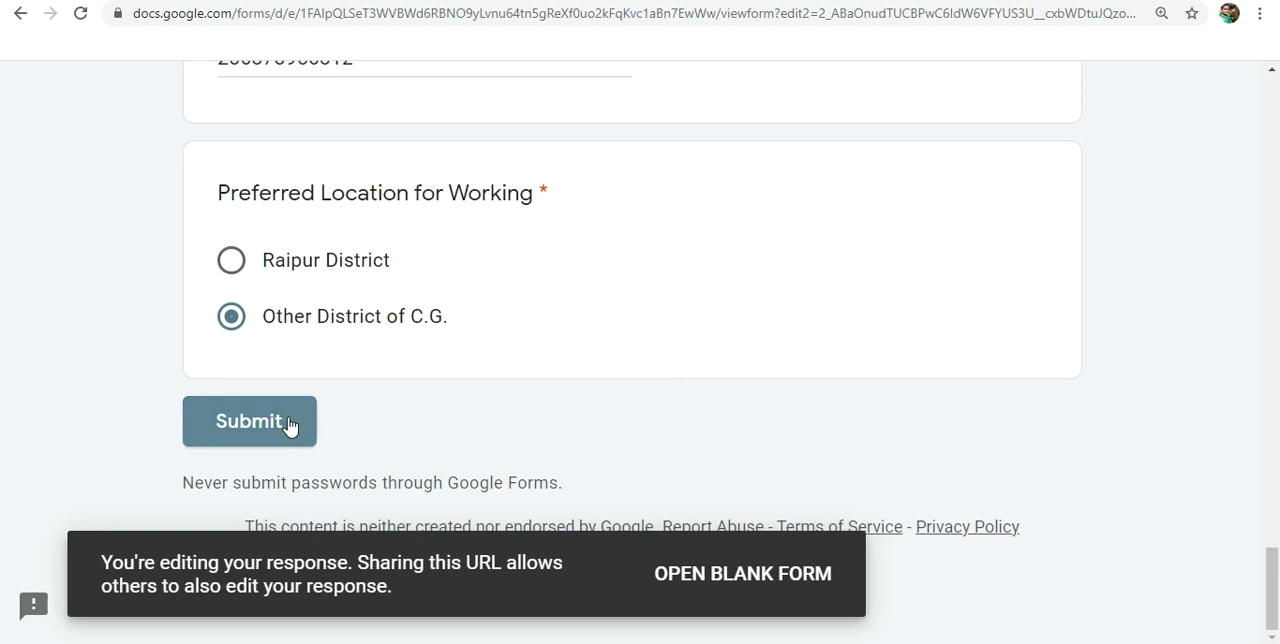 docs.google.com/forms/d/e/1FAIpQLSeT3WVBWd6RBNO9yLvnu64tn5gReXf0uo2kFqKvc1aBn7EwWw/viewform?edit2=2_ABaOnudTUCBPwC6IdW6VFYUS3U__cxbWDtuJQzo...
Preferred Location for Working *
Raipur District
Other District of C.G.
Submit
Never submit passwords through Google Forms.
This content is neither created nor endorsed by Google. Report Abuse - Terms of Service - Privacy Policy
You're editing your response. Sharing this URL allows
others to also edit your response.
OPEN BLANK FORM